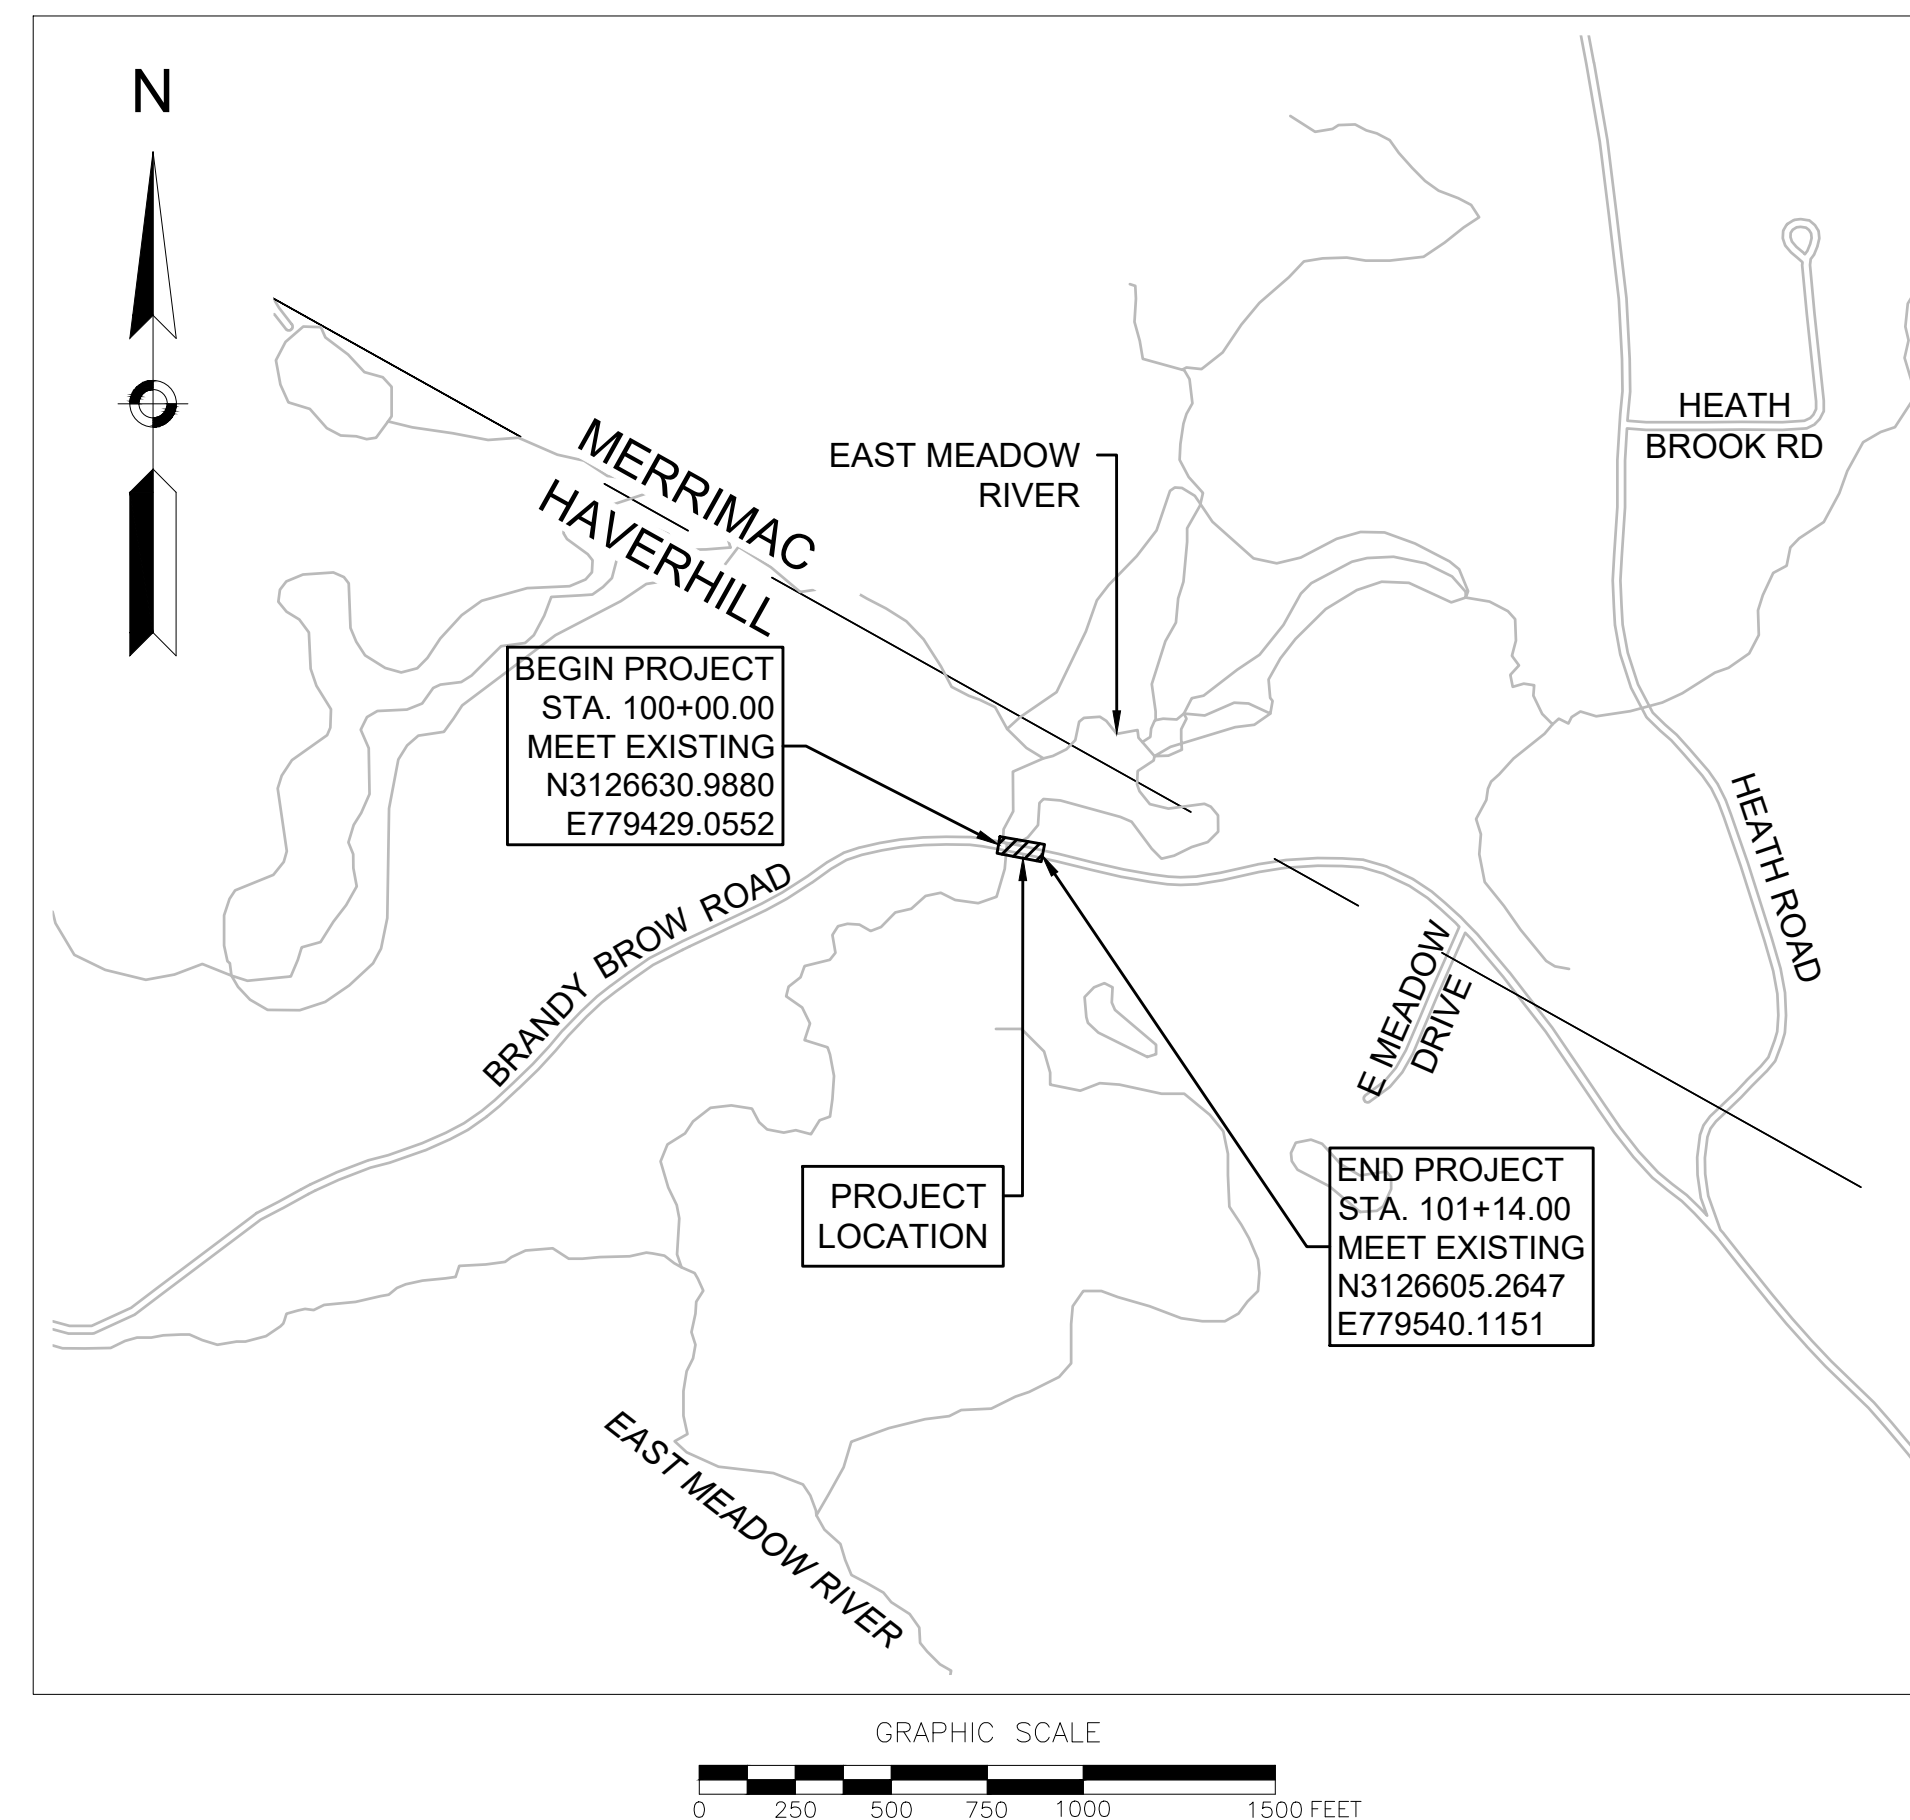 N
MERRIMAC
HAVERHILL
EAST MEADOW
RIVER
HEATH
BROOK RD
BEGIN PROJECT
STA. 100+00.00
MEET EXISTING
N3126630.9880
E779429.0552
BRANDY BROW ROAD
HEATH ROAD
E MEADOW
DRIVE
PROJECT
LOCATION
END PROJECT
STA. 101+14.00
MEET EXISTING
N3126605.2647
E779540.1151
EAST MEADOW RIVER
GRAPHIC SCALE
0 250 500 750 1000 1500 FEET